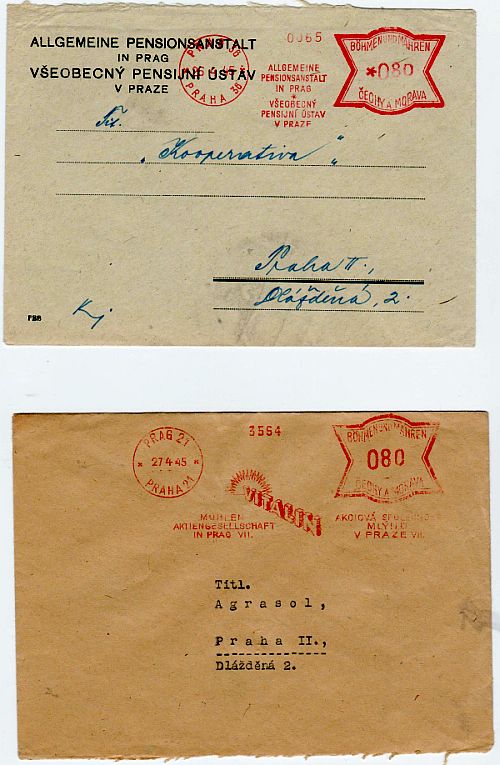 ALLGEMEINE PENSIONSANSTALT
IN PRAG
VŠEOBECNÝ PENSIJNÍ ÚSTAV
V PRAZE
PRAHA 36
0065
ALLGEMEINE
PENSIONSANSTALT
IN PRAG
*
VŠEOBECNÝ
PENSIJNÍ ÚSTAV
V PRAZE
BÖHMEN UND MÄHREN
*080
ČECHY A MORAVA
"Kooperativa"
Praha II.,
Dlážděná, 2.
PRAG 21
* 27.4.45 *
PRAHA 21
3564
BÖHMEN UND MÄHREN
080
ČECHY A MORAVA
VITALIN
MÜHLEN
AKTIENGESELLSCHAFT
IN PRAG VII.
AKCIOVÁ SPOLEČNOST
MLÝNŮ
V PRAZE VII.
Titl.
Agrasol,
Praha II.,
Dlážděná 2.